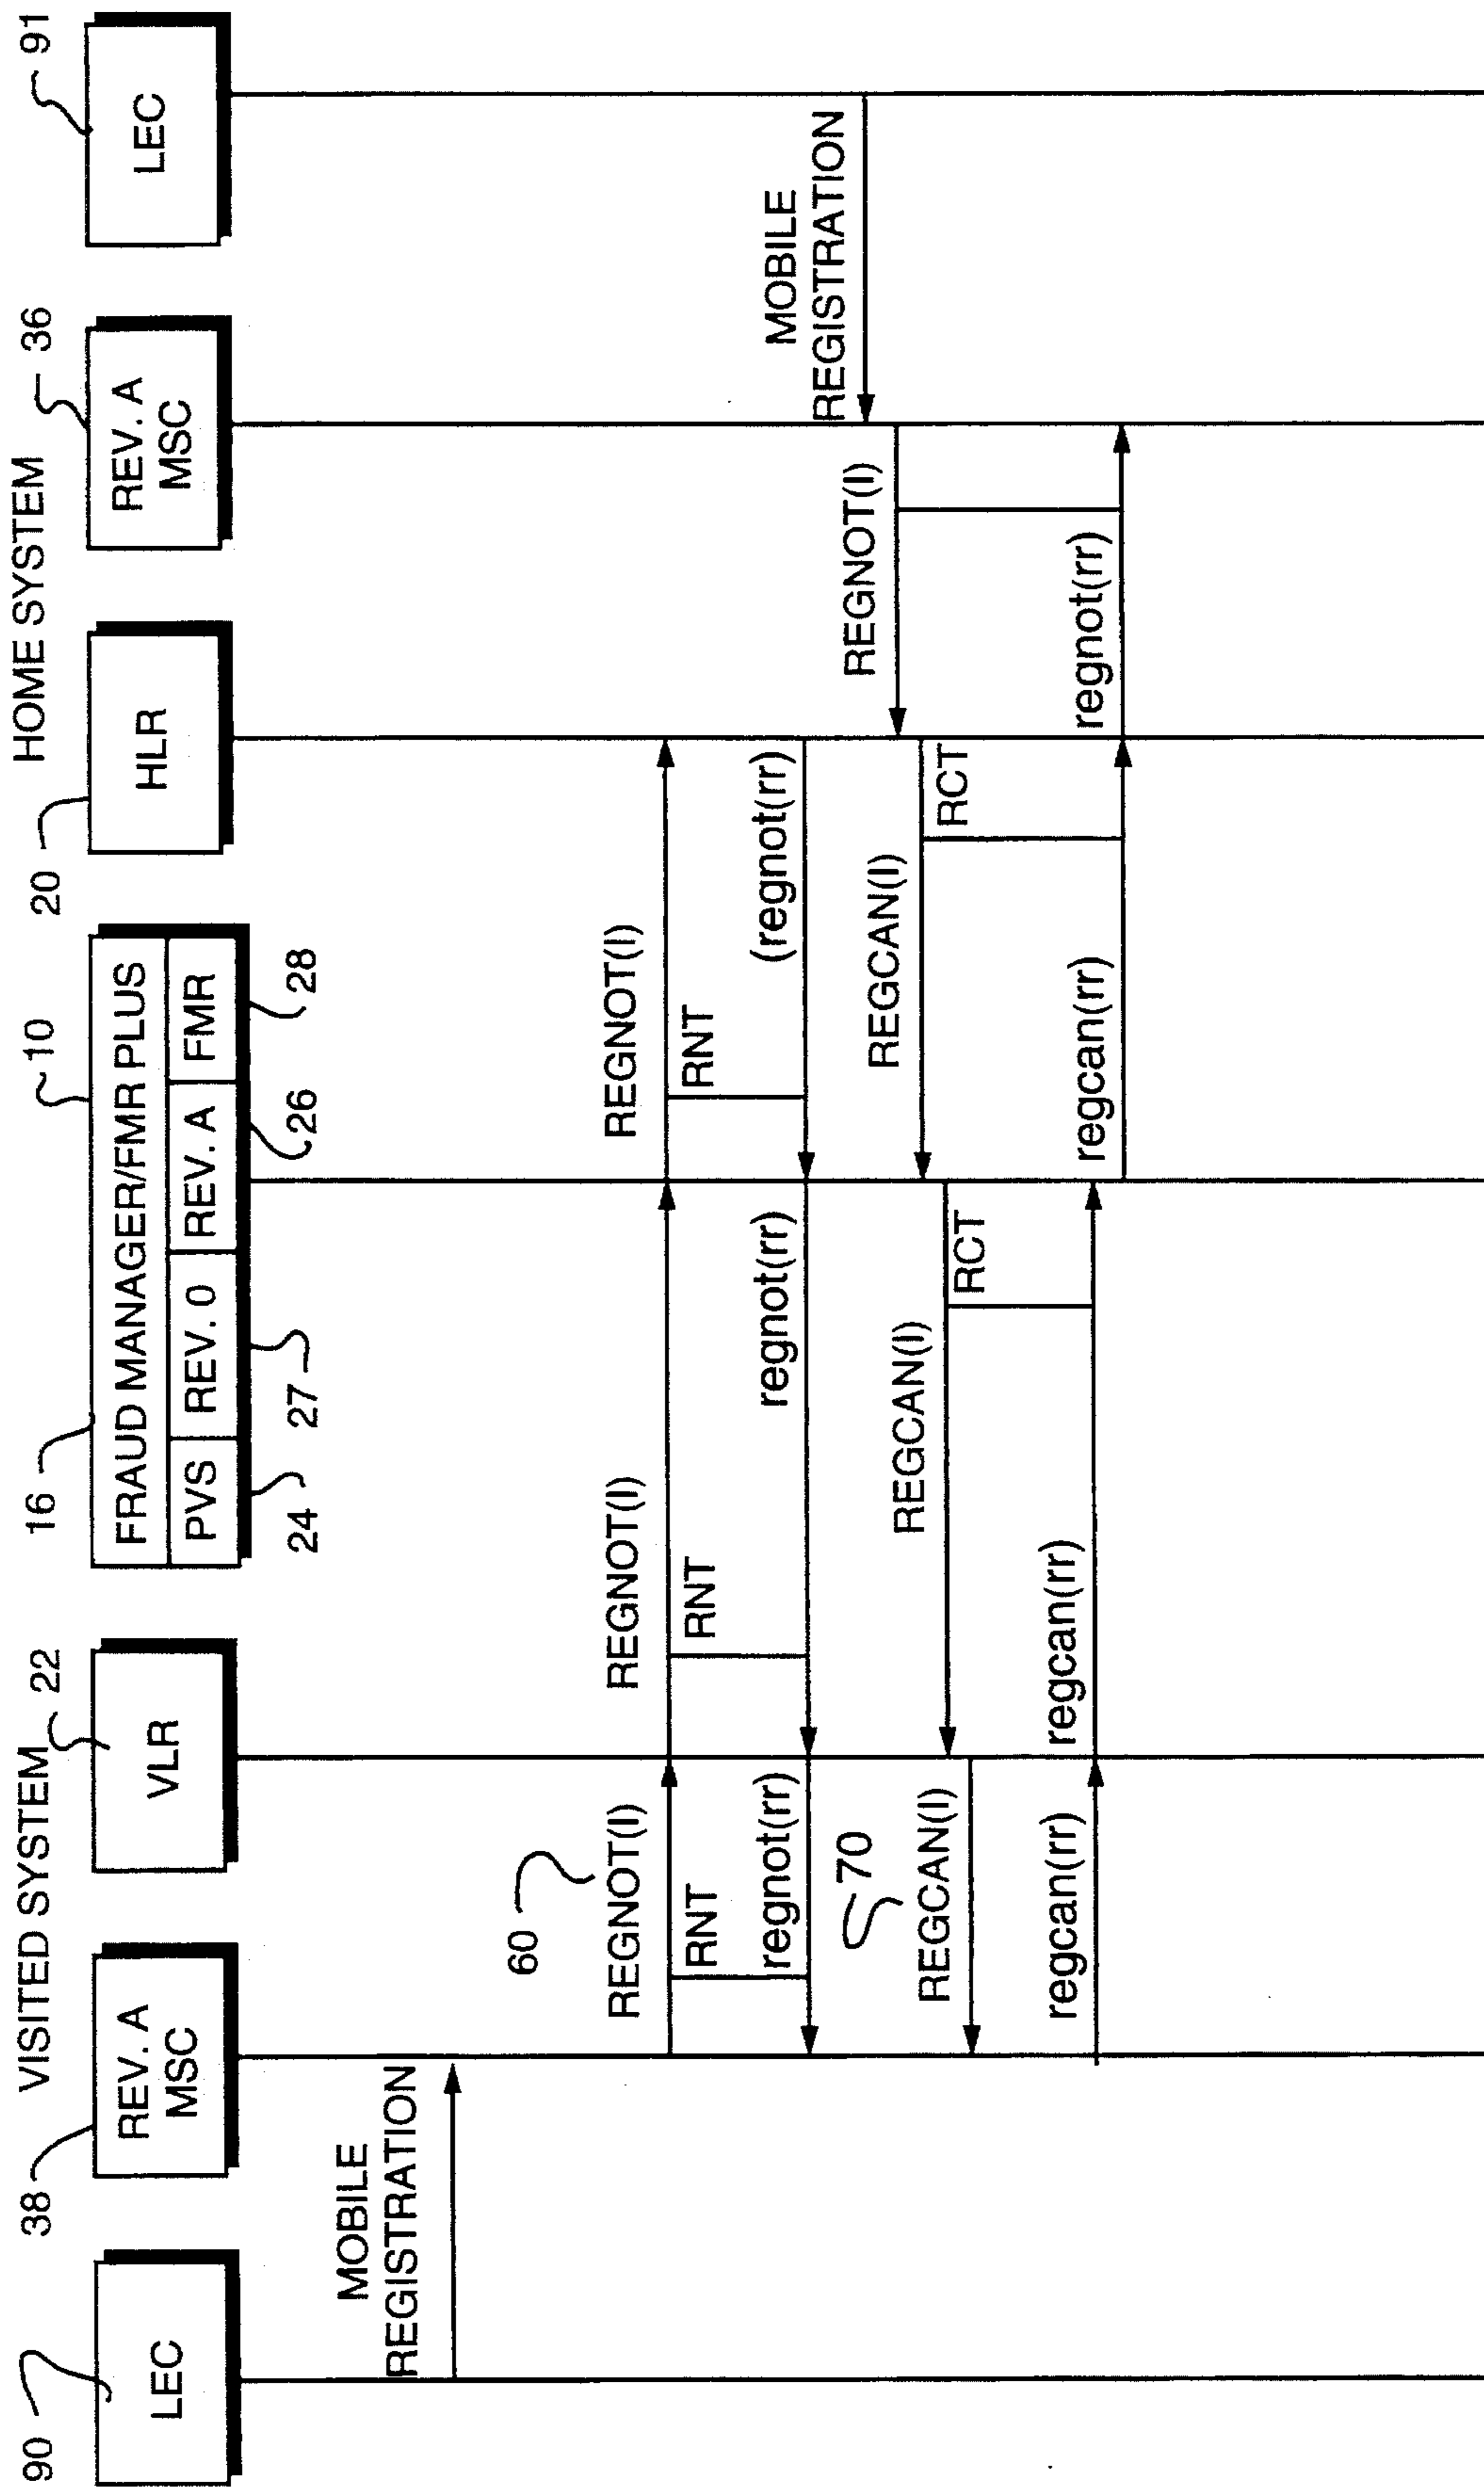 VISITED SYSTEM
HOME SYSTEM
90
LEC
38
REV. A
MSC
22
VLR
16
10
FRAUD MANAGER/FMR PLUS
PVS
REV. 0
REV. A
FMR
24
27
26
28
20
HLR
36
REV. A
MSC
91
LEC
MOBILE
REGISTRATION
60
REGNOT(I)
REGNOT(I)
REGNOT(I)
RNT
RNT
RNT
regnot(rr)
regnot(rr)
(regnot(rr)
MOBILE
REGISTRATION
REGNOT(I)
REGCAN(I)
RCT
REGCAN(I)
RCT
70
REGCAN(I)
regcan(rr)
regcan(rr)
regcan(rr)
regnot(rr)